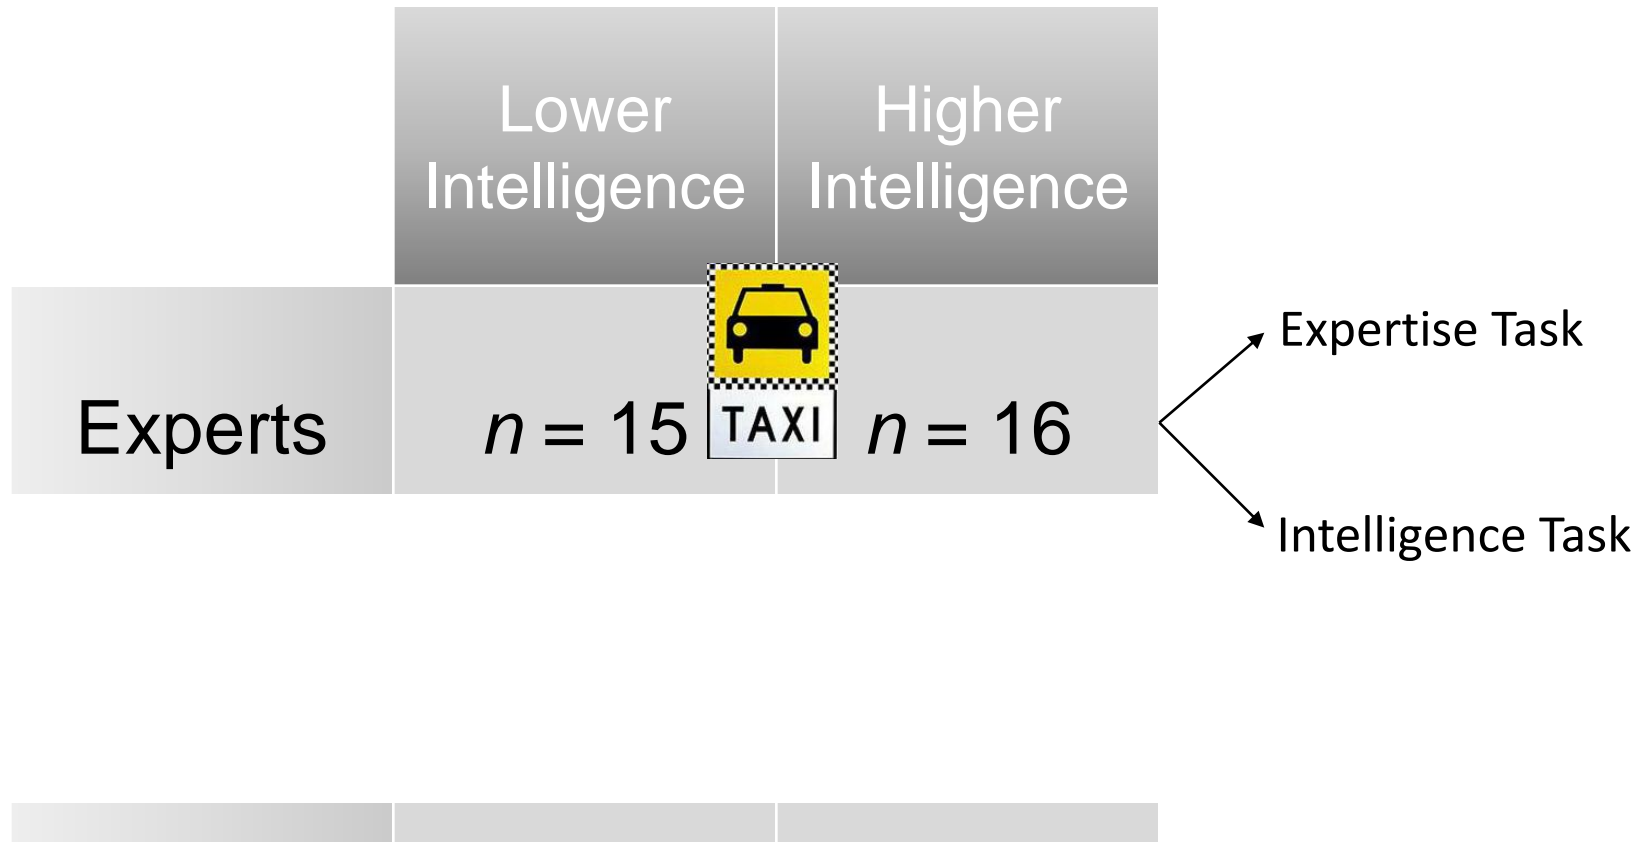 Lower
Intelligence
Higher
Intelligence
Experts
n = 15
TAXI
n = 16
Expertise Task
Intelligence Task